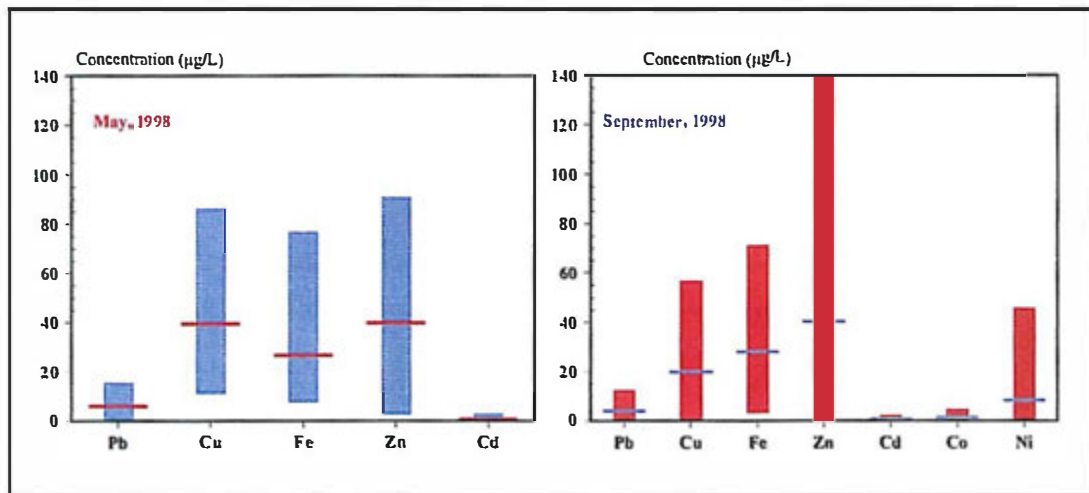 Concentration (µg/L)
140
120
100
80
60
40
20
0
May, 1998
Pb Cu Fe Zn Cd
Concentration (µg/L)
140
120
100
80
60
40
20
0
September, 1998
Pb Cu Fe Zn Cd Co Ni